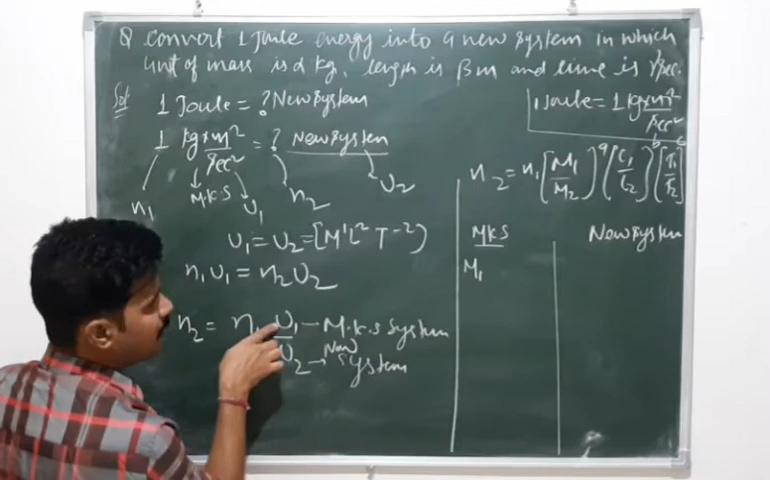 Q Convert 1 Joule energy into a new system in which
unit of mass is α kg, length is β m and time is γ sec.
Sol 1 Joule = ? New System
1 Joule = 1 kg×m²/sec²
1 kg×m²/sec² = ? New System
M.K.S
n₁ U₁ n₂ U₂
n₂ = n₁ [M₁/M₂]ᵃ [L₁/L₂]ᵇ [T₁/T₂]ᶜ
U₁ = U₂ = [M¹L²T⁻²)
n₁U₁ = n₂U₂
n₂ = U₁ – M.K.S System
U₂ → New System
MKS New System
M₁